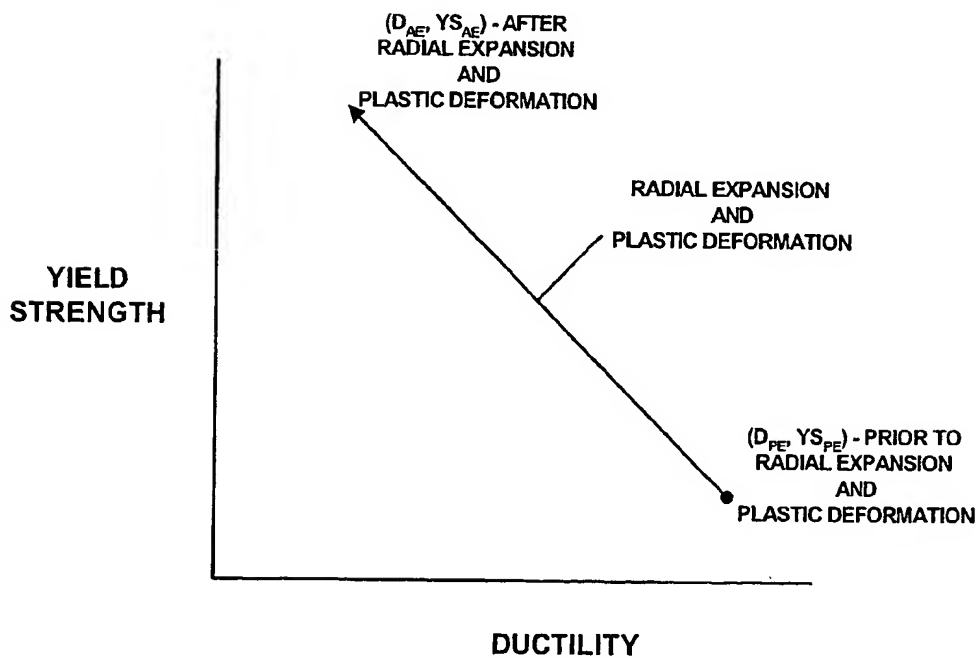 (D_AE, YS_AE) - AFTER
RADIAL EXPANSION
AND
PLASTIC DEFORMATION
RADIAL EXPANSION
AND
PLASTIC DEFORMATION
YIELD
STRENGTH
(D_PE, YS_PE) - PRIOR TO
RADIAL EXPANSION
AND
PLASTIC DEFORMATION
DUCTILITY